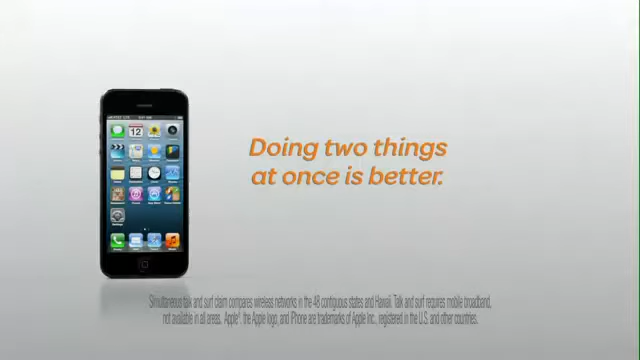 Doing two things
at once is better.
Simultaneous talk and surf claim compares wireless networks in the 48 contiguous states and Hawaii. Talk and surf requires mobile broadband,
not available in all areas. Apple®, the Apple logo, and iPhone are trademarks of Apple Inc., registered in the U.S. and other countries.